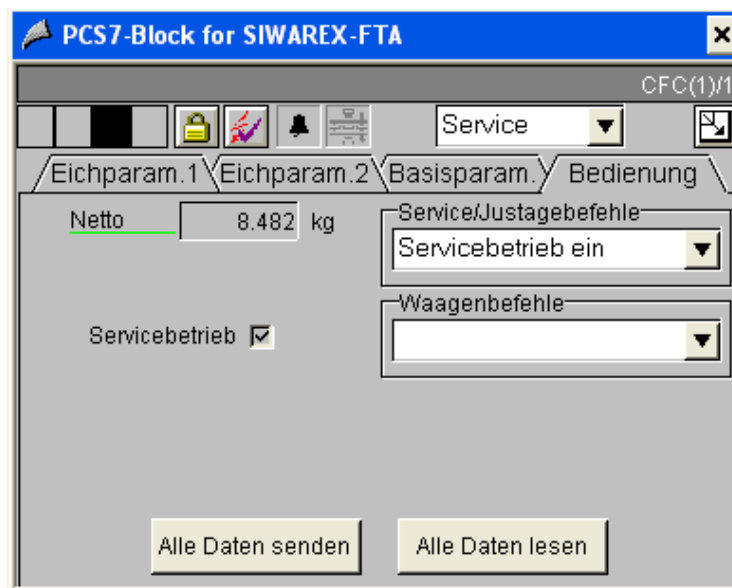 PCS7-Block for SIWAREX-FTA
CFC(1)/1
Service
Eichparam.1 Eichparam.2 Basisparam. Bedienung
Netto 8.482 kg
Service/Justagebefehle
Servicebetrieb ein
Waagenbefehle
Servicebetrieb
Alle Daten senden Alle Daten lesen